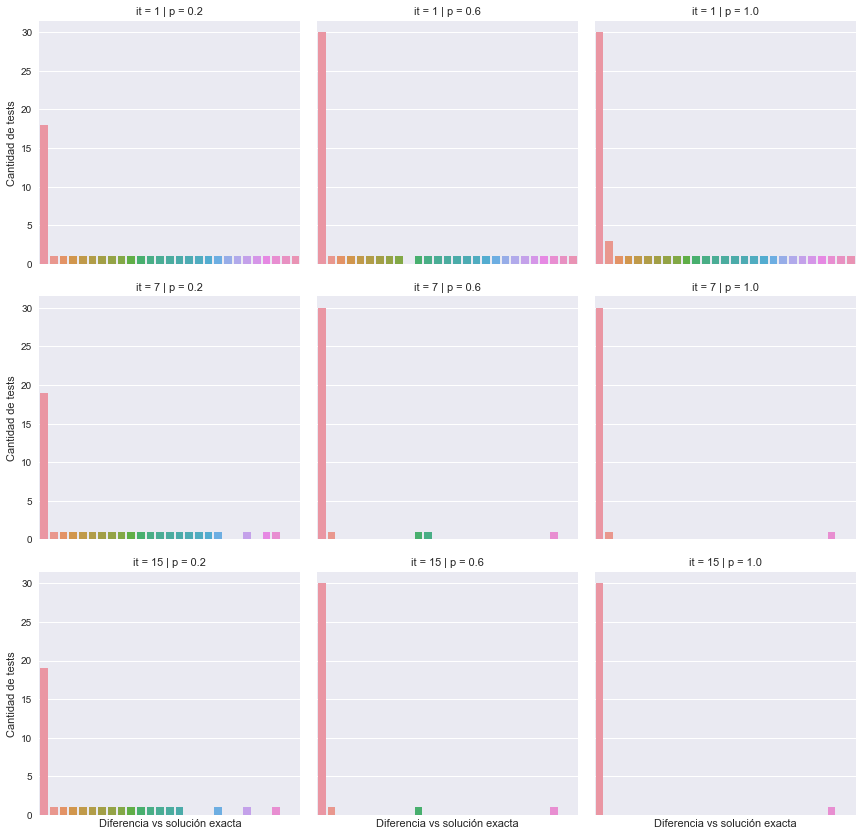 it = 1 | p = 0.2
it = 1 | p = 0.6
it = 1 | p = 1.0
30
25
20
15
10
5
0
Cantidad de tests
it = 7 | p = 0.2
it = 7 | p = 0.6
it = 7 | p = 1.0
30
25
20
15
10
5
0
Cantidad de tests
it = 15 | p = 0.2
it = 15 | p = 0.6
it = 15 | p = 1.0
30
25
20
15
10
5
0
Cantidad de tests
Diferencia vs solución exacta
Diferencia vs solución exacta
Diferencia vs solución exacta